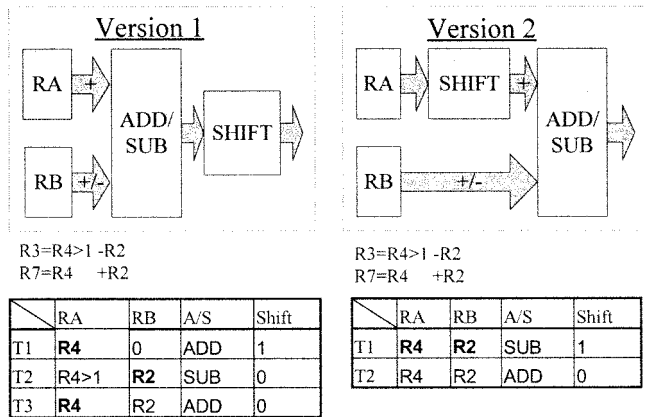 Version 1
RA
+
ADD/
SUB
SHIFT
RB
+/-
R3=R4>1 -R2
R7=R4 +R2
RA RB A/S Shift
T1 R4 0 ADD 1
T2 R4>1 R2 SUB 0
T3 R4 R2 ADD 0
Version 2
RA
SHIFT
+
ADD/
SUB
RB
+/-
R3=R4>1 -R2
R7=R4 +R2
RA RB A/S Shift
T1 R4 R2 SUB 1
T2 R4 R2 ADD 0